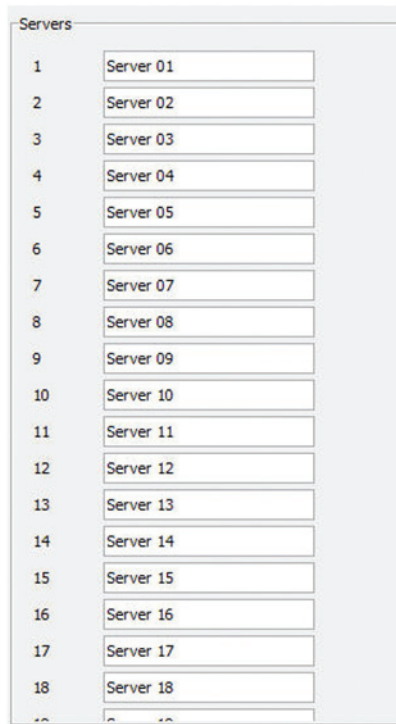 Servers
1 Server 01
2 Server 02
3 Server 03
4 Server 04
5 Server 05
6 Server 06
7 Server 07
8 Server 08
9 Server 09
10 Server 10
11 Server 11
12 Server 12
13 Server 13
14 Server 14
15 Server 15
16 Server 16
17 Server 17
18 Server 18